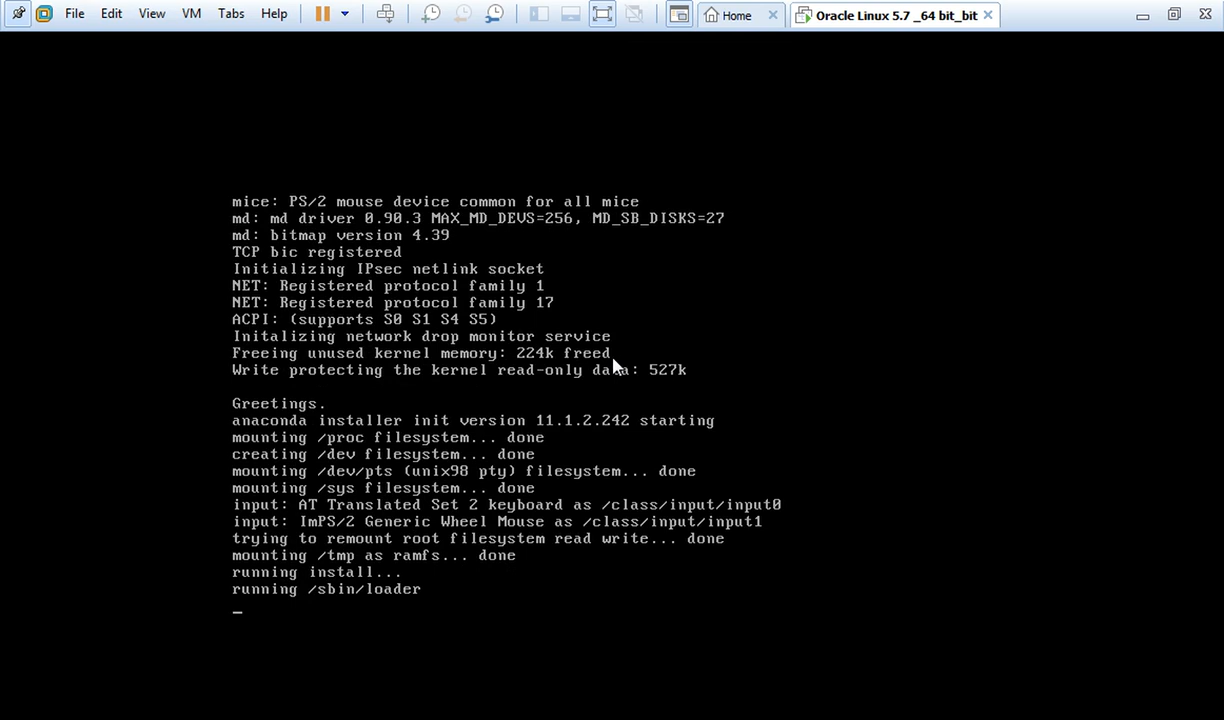 File Edit View VM Tabs Help Home Oracle Linux 5.7 _64 bit_bit
mice: PS/2 mouse device common for all mice
md: md driver 0.90.3 MAX_MD_DEVS=256, MD_SB_DISKS=27
md: bitmap version 4.39
TCP bic registered
Initializing IPsec netlink socket
NET: Registered protocol family 1
NET: Registered protocol family 17
ACPI: (supports S0 S1 S4 S5)
Initalizing network drop monitor service
Freeing unused kernel memory: 224k freed
Write protecting the kernel read-only data: 527k
Greetings.
anaconda installer init version 11.1.2.242 starting
mounting /proc filesystem... done
creating /dev filesystem... done
mounting /dev/pts (unix98 pty) filesystem... done
mounting /sys filesystem... done
input: AT Translated Set 2 keyboard as /class/input/input0
input: ImPS/2 Generic Wheel Mouse as /class/input/input1
trying to remount root filesystem read write... done
mounting /tmp as ramfs... done
running install...
running /sbin/loader
_